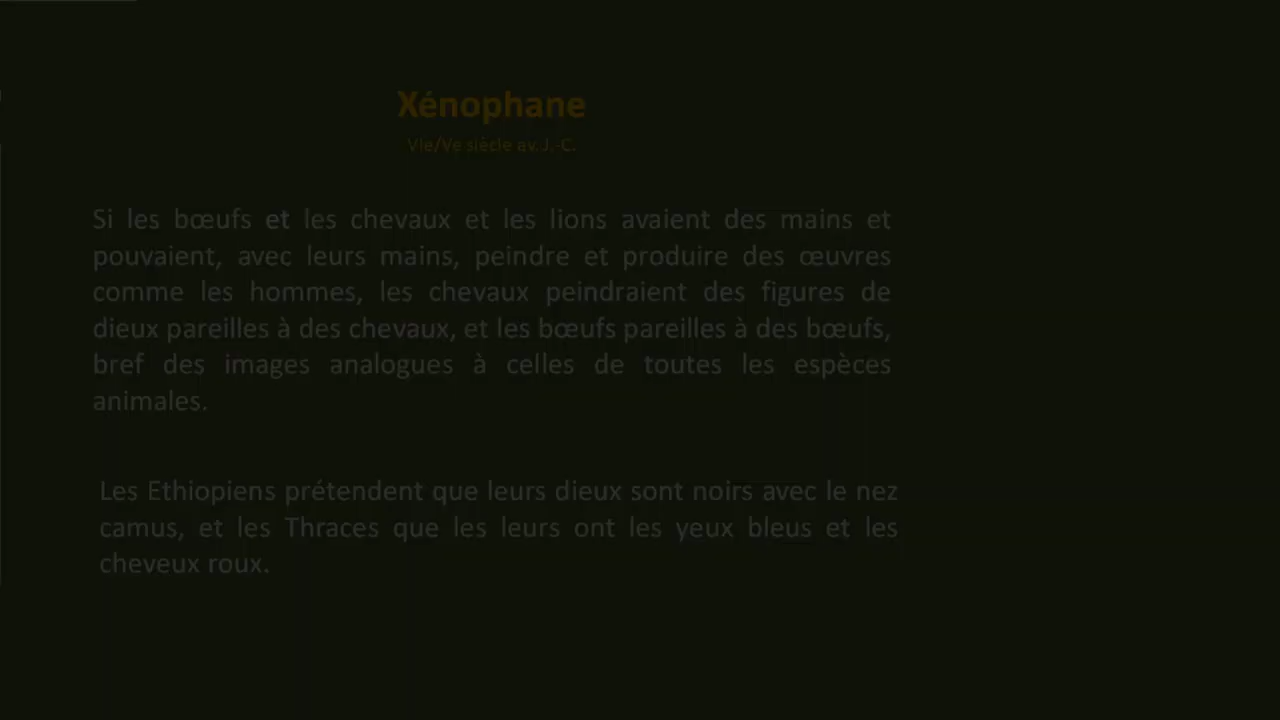 Xénophane
VIe/Ve siècle av.J.-C.
Si les bœufs et les chevaux et les lions avaient des mains et
pouvaient, avec leurs mains, peindre et produire des œuvres
comme les hommes, les chevaux peindraient des figures de
dieux pareilles à des chevaux, et les bœufs pareilles à des bœufs,
bref des images analogues à celles de toutes les espèces
animales.
Les Ethiopiens prétendent que leurs dieux sont noirs avec le nez
camus, et les Thraces que les leurs ont les yeux bleus et les
cheveux roux.